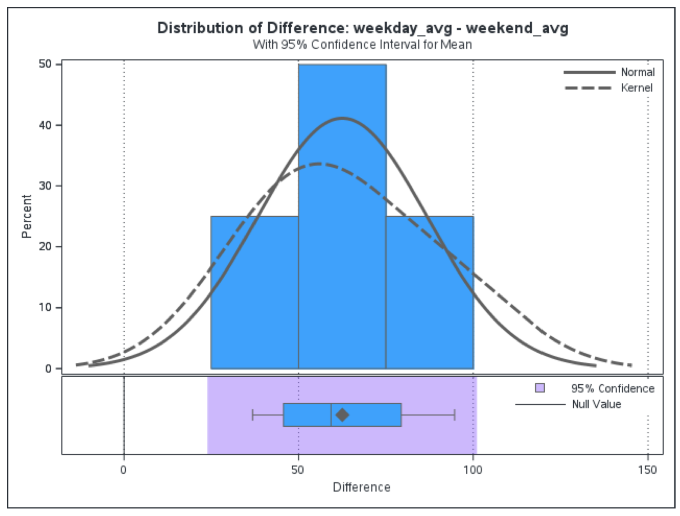 Distribution of Difference: weekday_avg - weekend_avg
With 95% Confidence Interval for Mean
Normal
Kernel
50
40
30
20
10
0
Percent
95% Confidence
Null Value
0
50
100
150
Difference